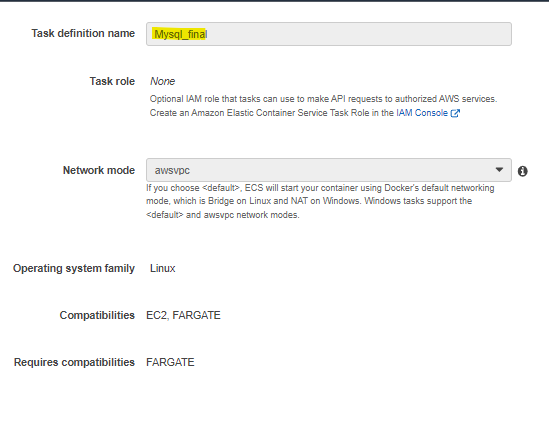 Task definition name Mysql_final
Task role None
Optional IAM role that tasks can use to make API requests to authorized AWS services.
Create an Amazon Elastic Container Service Task Role in the IAM Console
Network mode awsvpc
If you choose <default>, ECS will start your container using Docker's default networking
mode, which is Bridge on Linux and NAT on Windows. Windows tasks support the
<default> and awsvpc network modes.
Operating system family Linux
Compatibilities EC2, FARGATE
Requires compatibilities FARGATE